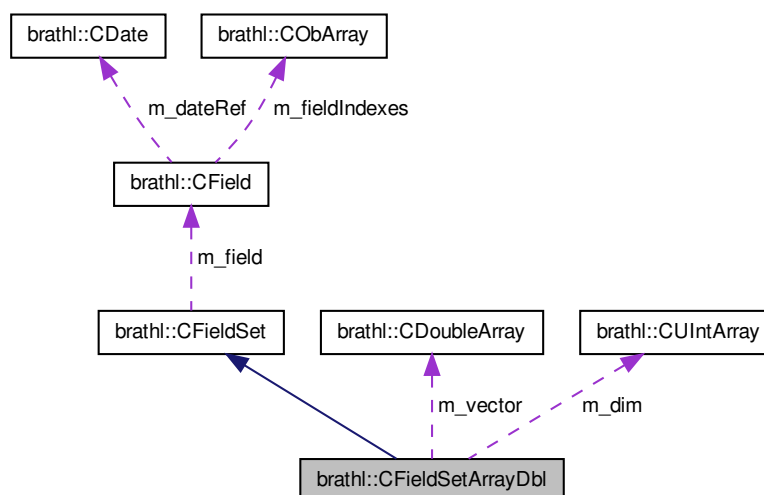 brathl::CDate
brathl::CObArray
m_dateRef
m_fieldIndexes
brathl::CField
m_field
brathl::CFieldSet
brathl::CDoubleArray
brathl::CUIntArray
m_vector
m_dim
brathl::CFieldSetArrayDbl